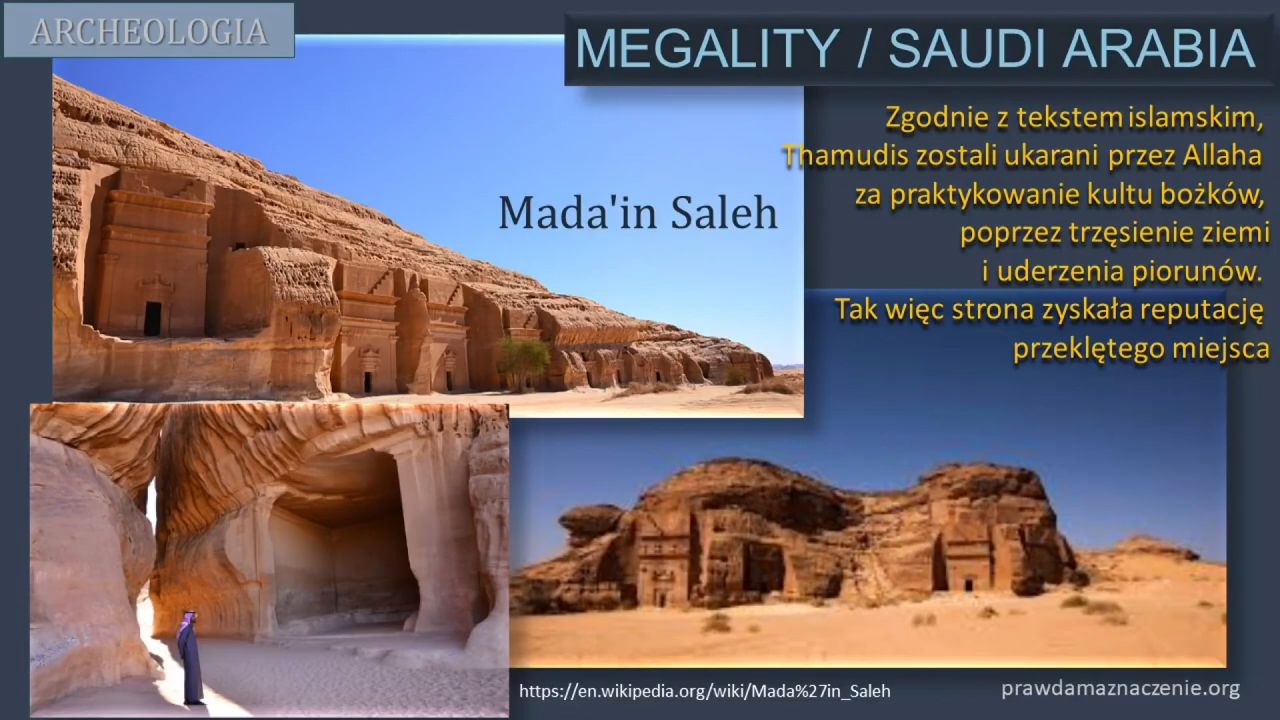 ARCHEOLOGIA
MEGALITY / SAUDI ARABIA
Mada'in Saleh
Zgodnie z tekstem islamskim,
Thamudis zostali ukarani przez Allaha
za praktykowanie kultu bożków,
poprzez trzęsienie ziemi
i uderzenia piorunów.
Tak więc strona zyskała reputację
przeklętego miejsca
https://en.wikipedia.org/wiki/Mada%27in_Saleh
prawdamaznaczenie.org